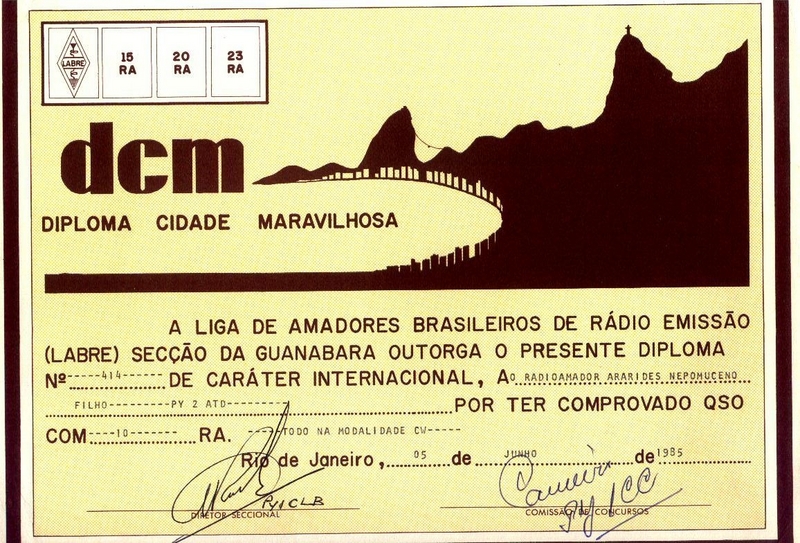 LABRE
15 RA
20 RA
23 RA
dcm
DIPLOMA CIDADE MARAVILHOSA
A LIGA DE AMADORES BRASILEIROS DE RÁDIO EMISSÃO
(LABRE) SECÇÃO DA GUANABARA OUTORGA O PRESENTE DIPLOMA
Nº-----414------ DE CARÁTER INTERNACIONAL, AO RADIOAMADOR ARARIDES NEPOMUCENO
FILHO--------PY 2 ATD-------- POR TER COMPROVADO QSO
COM----10------ RA. ----TODO NA MODALIDADE CW-----
Rio de Janeiro, 05 de JUNHO de 1985
PY1CLB
DIRETOR SECCIONAL
PY1CC
COMISSÃO DE CONCURSOS